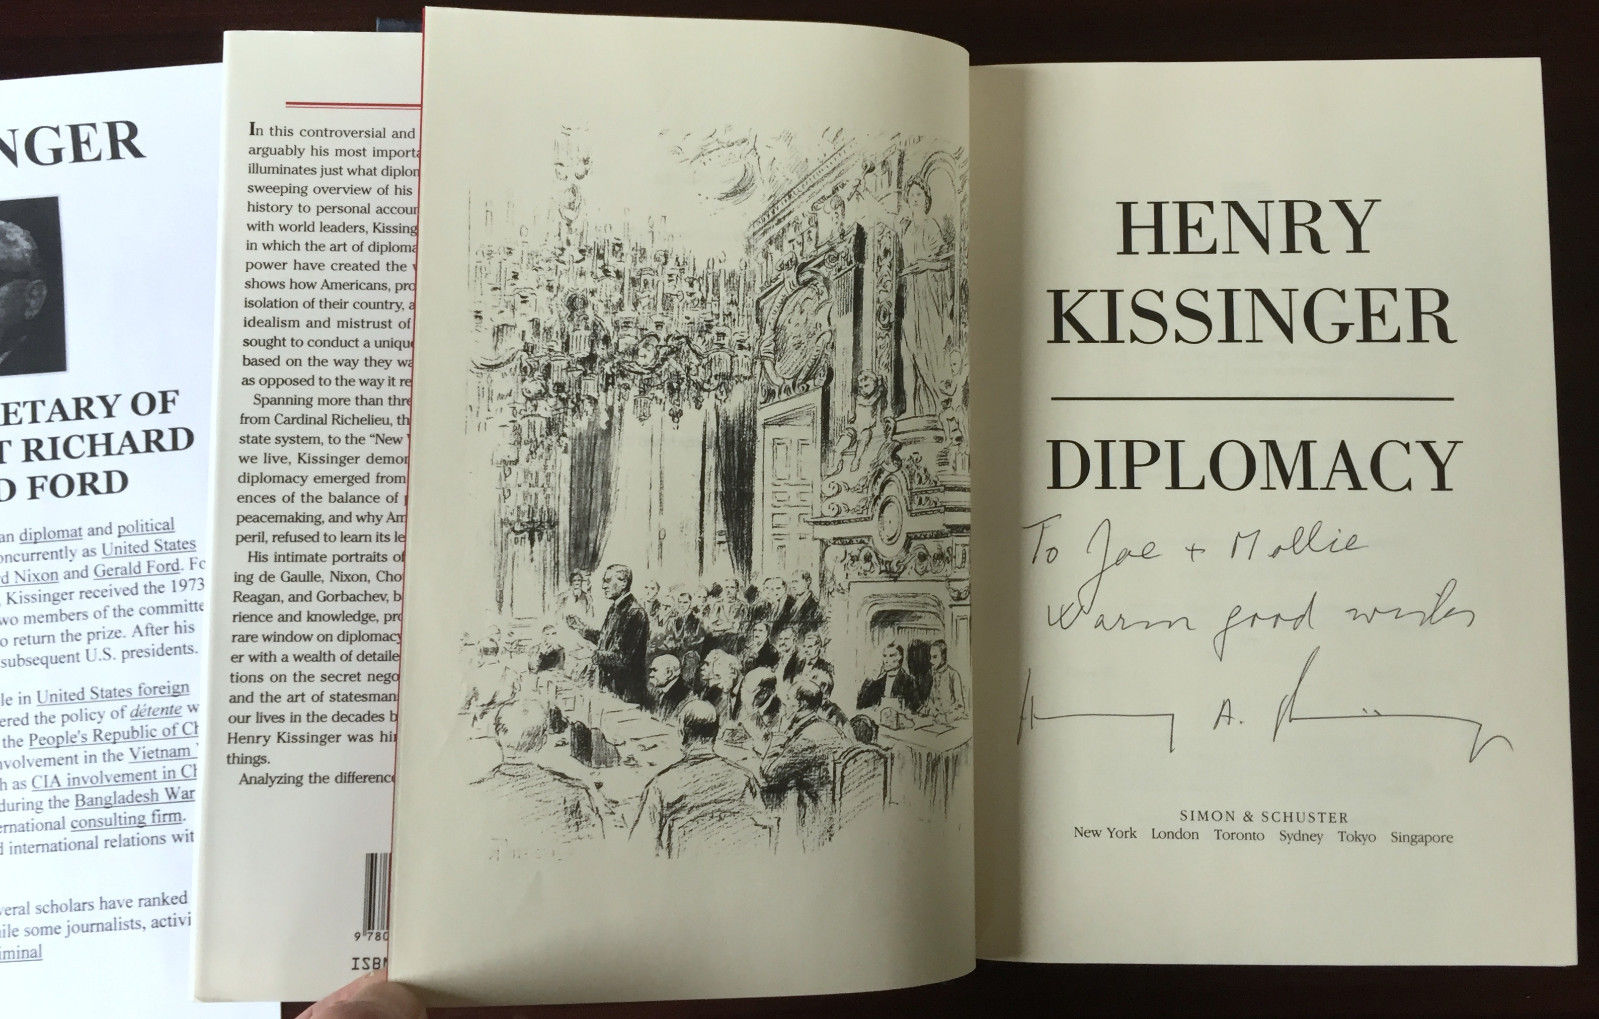 NGER
ETARY OF
T RICHARD
D FORD
an diplomat and political
oncurrently as United States
d Nixon and Gerald Ford. Fo
. Kissinger received the 1973
wo members of the committe
o return the prize. After his
subsequent U.S. presidents.
le in United States foreign
ered the policy of détente w
the People's Republic of Ch
nvolvement in the Vietnam
h as CIA involvement in Ch
during the Bangladesh War
ernational consulting firm.
d international relations wit
veral scholars have ranked
ile some journalists, activi
iminal
In this controversial and
arguably his most importa
illuminates just what diplom
sweeping overview of his
history to personal accoun
with world leaders, Kissing
in which the art of diploma
power have created the w
shows how Americans, pro
isolation of their country, a
idealism and mistrust of
sought to conduct a unique
based on the way they wa
as opposed to the way it re
Spanning more than thre
from Cardinal Richelieu, th
state system, to the “New W
we live, Kissinger demon
diplomacy emerged from
ences of the balance of p
peacemaking, and why Am
peril, refused to learn its le
His intimate portraits of
ing de Gaulle, Nixon, Cho
Reagan, and Gorbachev, b
rience and knowledge, pro
rare window on diplomacy
er with a wealth of detaile
tions on the secret nego
and the art of statesman
our lives in the decades b
Henry Kissinger was hin
things.
Analyzing the difference
9 780
ISBN
HENRY
KISSINGER
DIPLOMACY
To Joe + Mollie
Warm good wishes
Henry A. Kissinger
SIMON & SCHUSTER
New York London Toronto Sydney Tokyo Singapore